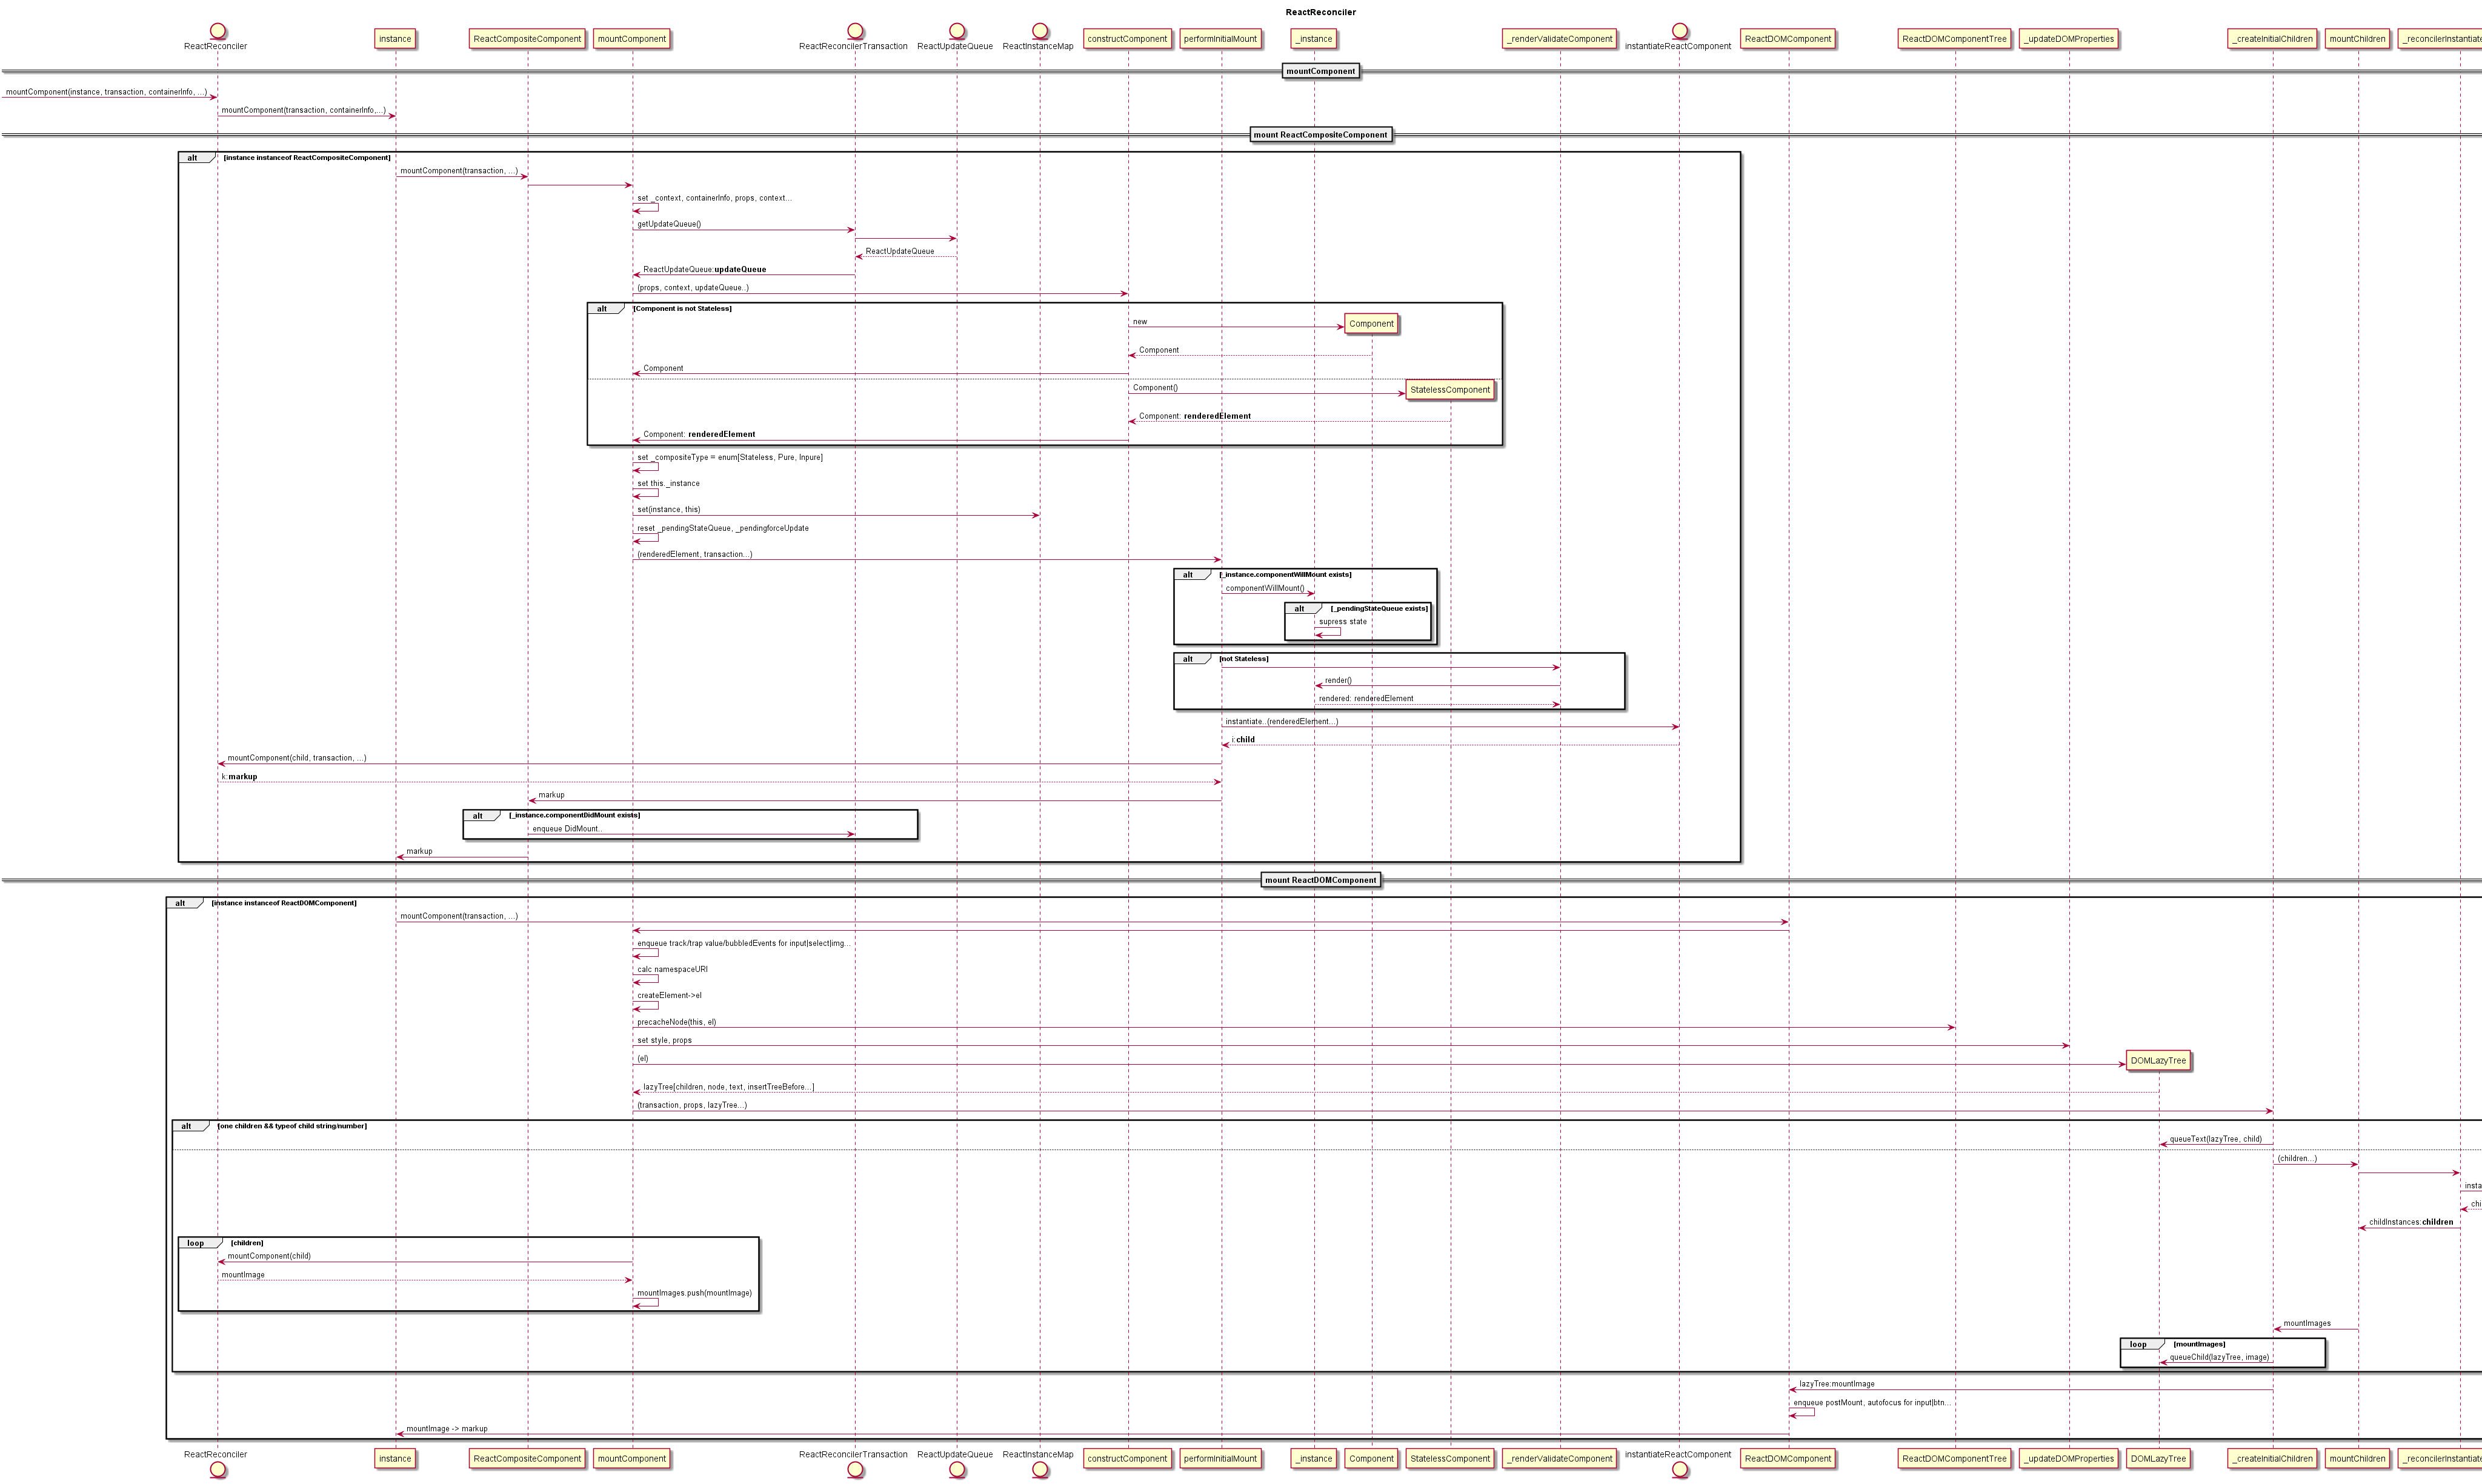 ReactReconciler
ReactReconciler
instance
ReactCompositeComponent
mountComponent
ReactReconcilerTransaction
ReactUpdateQueue
ReactInstanceMap
constructComponent
performInitialMount
_instance
_renderValidateComponent
instantiateReactComponent
ReactDOMComponent
ReactDOMComponentTree
_updateDOMProperties
_createInitialChildren
mountChildren
_reconcilerInstantiate
mountComponent
mountComponent(instance, transaction, containerInfo, ...)
mountComponent(transaction, containerInfo,...)
mount ReactCompositeComponent
alt [instance instanceof ReactCompositeComponent]
mountComponent(transaction, ...)
set _context, containerInfo, props, context...
getUpdateQueue()
ReactUpdateQueue
ReactUpdateQueue:updateQueue
(props, context, updateQueue..)
alt [Component is not Stateless]
new
Component
Component
Component
Component()
StatelessComponent
Component: renderedElement
Component: renderedElement
set _compositeType = enum[Stateless, Pure, Inpure]
set this._instance
set(instance, this)
reset _pendingStateQueue, _pendingforceUpdate
(renderedElement, transaction...)
alt [_instance.componentWillMount exists]
componentWillMount()
alt [_pendingStateQueue exists]
supress state
alt [not Stateless]
render()
rendered: renderedElement
instantiate..(renderedElement...)
i:child
mountComponent(child, transaction, ...)
k:markup
markup
alt [_instance.componentDidMount exists]
enqueue DidMount..
markup
mount ReactDOMComponent
alt [instance instanceof ReactDOMComponent]
mountComponent(transaction, ...)
enqueue track/trap value/bubbledEvents for input|select|img...
calc namespaceURI
createElement->el
precacheNode(this, el)
set style, props
(el)
DOMLazyTree
lazyTree[children, node, text, insertTreeBefore...]
(transaction, props, lazyTree...)
alt [one children && typeof child string/number]
queueText(lazyTree, child)
(children...)
insta
chi
childInstances:children
loop [children]
mountComponent(child)
mountImage
mountImages.push(mountImage)
mountImages
loop [mountImages]
queueChild(lazyTree, image)
lazyTree:mountImage
enqueue postMount, autofocus for input|btn...
mountImage -> markup
ReactReconciler
instance
ReactCompositeComponent
mountComponent
ReactReconcilerTransaction
ReactUpdateQueue
ReactInstanceMap
constructComponent
performInitialMount
_instance
Component
StatelessComponent
_renderValidateComponent
instantiateReactComponent
ReactDOMComponent
ReactDOMComponentTree
_updateDOMProperties
DOMLazyTree
_createInitialChildren
mountChildren
_reconcilerInstantiate